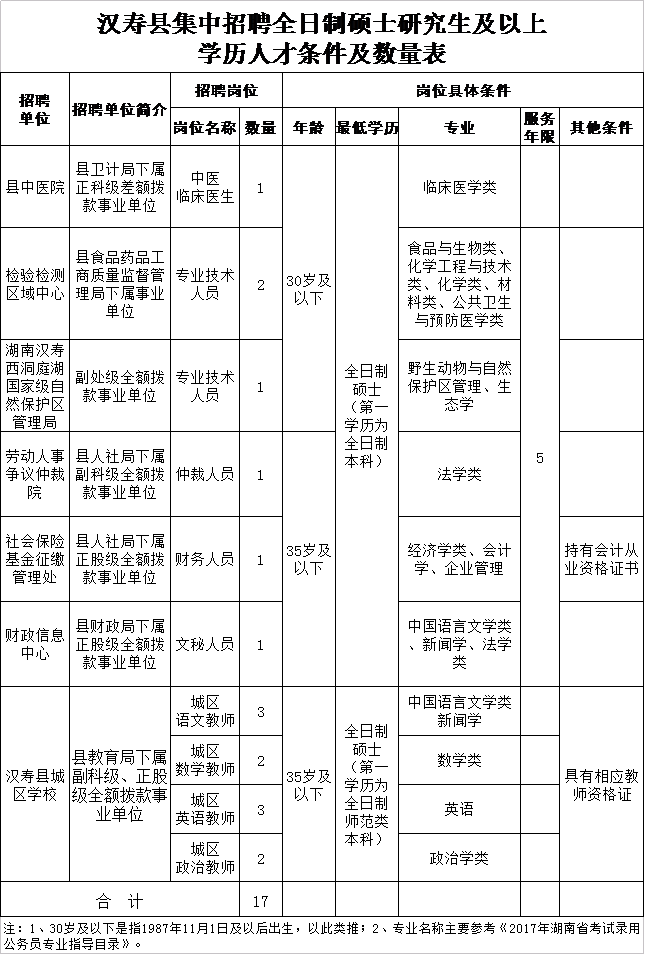 汉寿县集中招聘全日制硕士研究生及以上
学历人才条件及数量表
招聘
单位
招聘单位简介
招聘岗位
岗位具体条件
岗位名称
数量
年龄
最低学历
专业
服务
年限
其他条件
县中医院
县卫计局下属
正科级差额拨
款事业单位
中医
临床医生
1
30岁及
以下
全日制
硕士
（第一
学历为
全日制
本科）
临床医学类
检验检测
区域中心
县食品药品工
商质量监督管
理局下属事业
单位
专业技术
人员
2
食品与生物类、
化学工程与技术
类、化学类、材
料类、公共卫生
与预防医学类
5
湖南汉寿
西洞庭湖
国家级自
然保护区
管理局
副处级全额拨
款事业单位
专业技术
人员
1
野生动物与自然
保护区管理、生
态学
劳动人事
争议仲裁
院
县人社局下属
副科级全额拨
款事业单位
仲裁人员
1
35岁及
以下
法学类
社会保险
基金征缴
管理处
县人社局下属
正股级全额拨
款事业单位
财务人员
1
经济学类、会计
学、企业管理
持有会计从
业资格证书
财政信息
中心
县财政局下属
正股级全额拨
款事业单位
文秘人员
1
中国语言文学类
、新闻学、法学
类
汉寿县城
区学校
县教育局下属
副科级、正股
级全额拨款事
业单位
城区
语文教师
3
35岁及
以下
全日制
硕士
（第一
学历为
全日制
师范类
本科）
中国语言文学类
新闻学
具有相应教
师资格证
城区
数学教师
2
数学类
城区
英语教师
3
英语
城区
政治教师
2
政治学类
合 计
17
注：1、30岁及以下是指1987年11月1日及以后出生，以此类推；2、专业名称主要参考《2017年湖南省考试录用
公务员专业指导目录》。